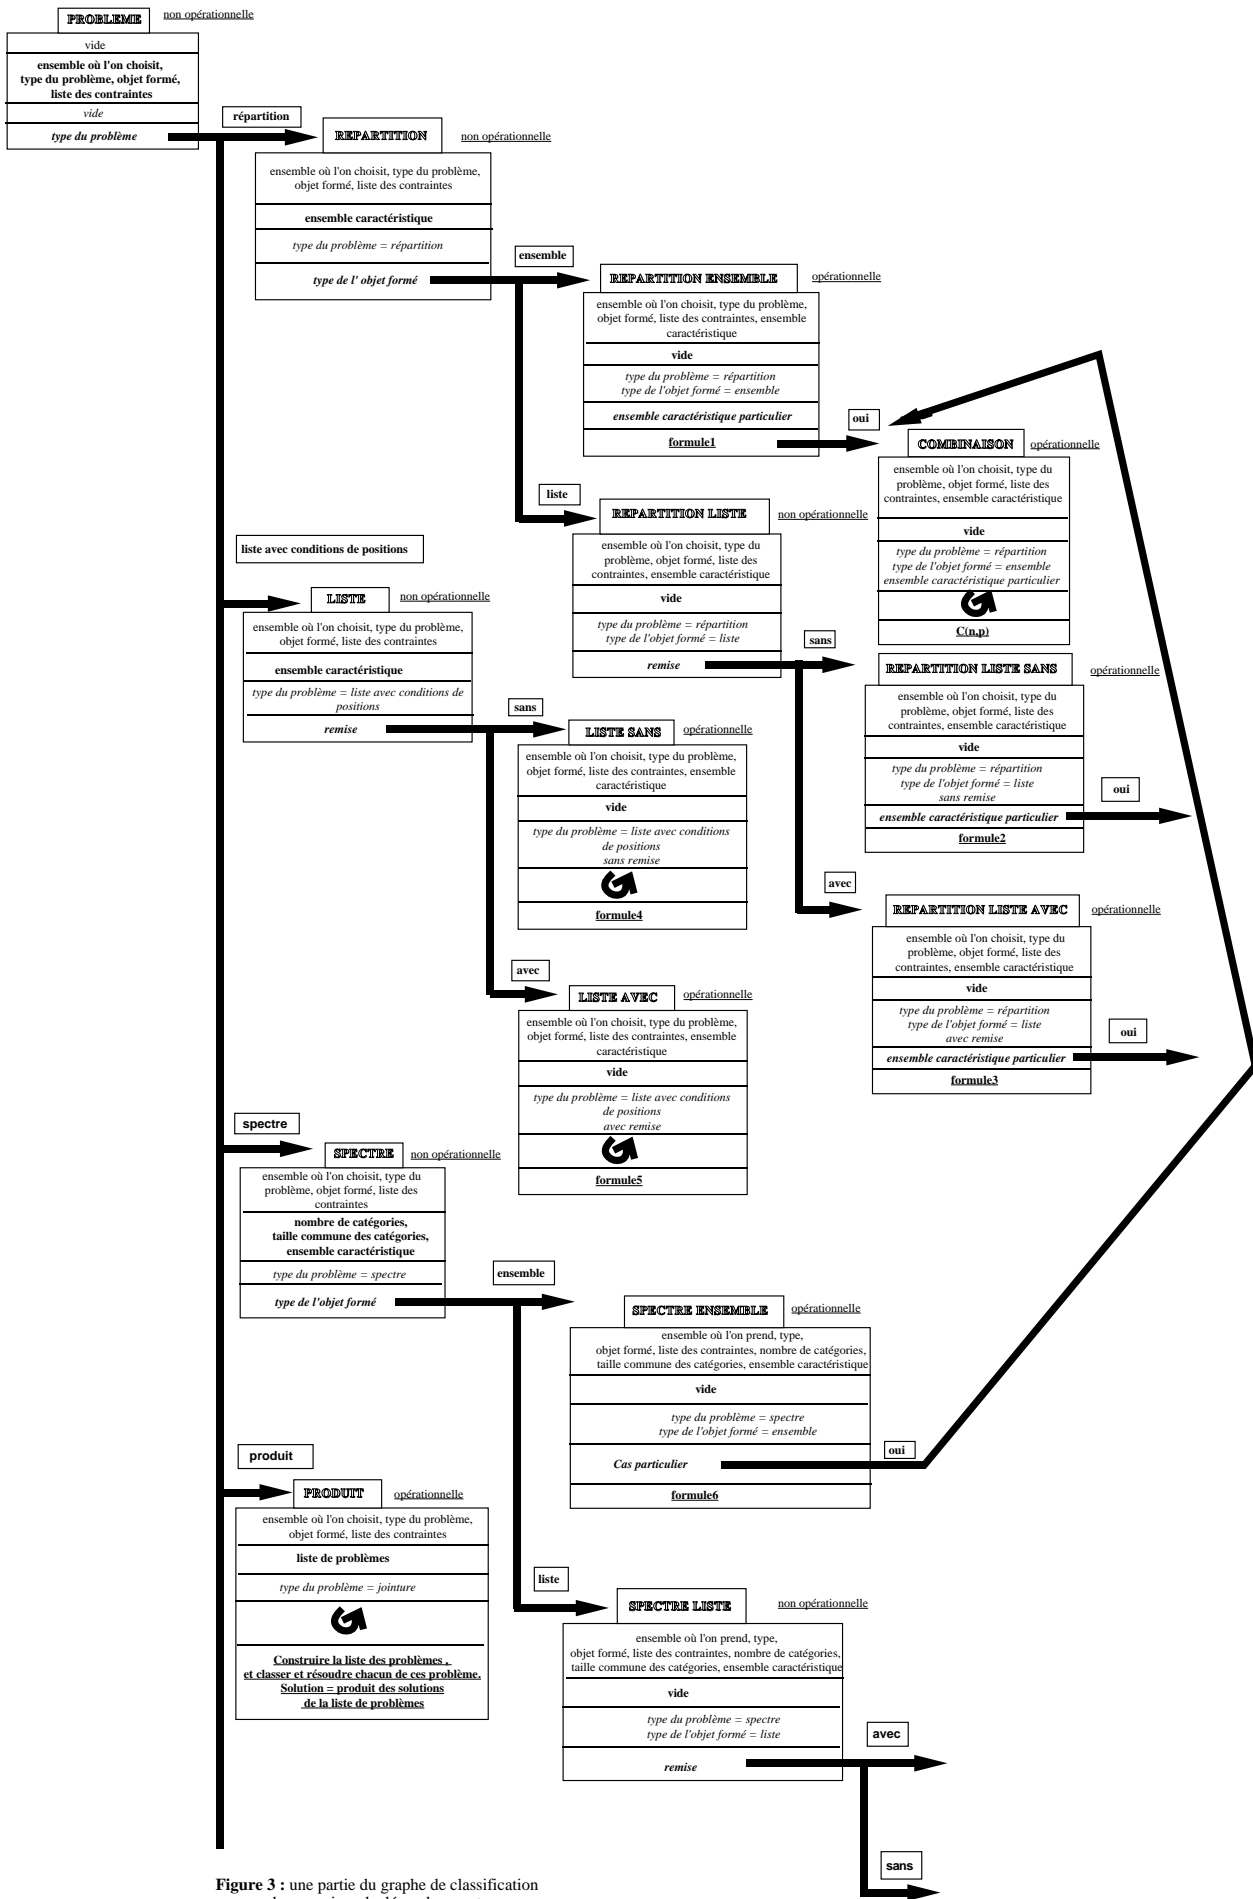 PROBLEME
non opérationnelle
vide
ensemble où l'on choisit,
type du problème, objet formé,
liste des contraintes
vide
type du problème
répartition
REPARTITION
non opérationnelle
ensemble où l'on choisit, type du problème,
objet formé, liste des contraintes
ensemble caractéristique
type du problème = répartition
type de l' objet formé
ensemble
REPARTITION ENSEMBLE
opérationnelle
ensemble où l'on choisit, type du problème,
objet formé, liste des contraintes, ensemble
caractéristique
vide
type du problème = répartition
type de l'objet formé = ensemble
ensemble caractéristique particulier
formule1
oui
COMBINAISON
opérationnelle
ensemble où l'on choisit, type du
problème, objet formé, liste des
contraintes, ensemble caractéristique
vide
type du problème = répartition
type de l'objet formé = ensemble
ensemble caractéristique particulier
C(n,p)
liste
REPARTITION LISTE
non opérationnelle
ensemble où l'on choisit, type du
problème, objet formé, liste des
contraintes, ensemble caractéristique
vide
type du problème = répartition
type de l'objet formé = liste
remise
sans
REPARTITION LISTE SANS
opérationnelle
ensemble où l'on choisit, type du
problème, objet formé, liste des
contraintes, ensemble caractéristique
vide
type du problème = répartition
type de l'objet formé = liste
sans remise
ensemble caractéristique particulier
formule2
oui
avec
REPARTITION LISTE AVEC
opérationnelle
ensemble où l'on choisit, type du
problème, objet formé, liste des
contraintes, ensemble caractéristique
vide
type du problème = répartition
type de l'objet formé = liste
avec remise
ensemble caractéristique particulier
formule3
oui
liste avec conditions de positions
LISTE
non opérationnelle
ensemble où l'on choisit, type du problème,
objet formé, liste des contraintes
ensemble caractéristique
type du problème = liste avec conditions de
positions
remise
sans
LISTE SANS
opérationnelle
ensemble où l'on choisit, type du problème,
objet formé, liste des contraintes, ensemble
caractéristique
vide
type du problème = liste avec conditions
de positions
sans remise
formule4
avec
LISTE AVEC
opérationnelle
ensemble où l'on choisit, type du problème,
objet formé, liste des contraintes, ensemble
caractéristique
vide
type du problème = liste avec conditions
de positions
avec remise
formule5
spectre
SPECTRE
non opérationnelle
ensemble où l'on choisit, type du
problème, objet formé, liste des
contraintes
nombre de catégories,
taille commune des catégories,
ensemble caractéristique
type du problème = spectre
type de l'objet formé
ensemble
SPECTRE ENSEMBLE
opérationnelle
ensemble où l'on prend, type,
objet formé, liste des contraintes, nombre de catégories,
taille commune des catégories, ensemble caractéristique
vide
type du problème = spectre
type de l'objet formé = ensemble
Cas particulier
formule6
oui
produit
PRODUIT
opérationnelle
ensemble où l'on choisit, type du problème,
objet formé, liste des contraintes
liste de problèmes
type du problème = jointure
Construire la liste des problèmes ,
et classer et résoudre chacun de ces problème.
Solution = produit des solutions
de la liste de problèmes
liste
SPECTRE LISTE
non opérationnelle
ensemble où l'on prend, type,
objet formé, liste des contraintes, nombre de catégories,
taille commune des catégories, ensemble caractéristique
vide
type du problème = spectre
type de l'objet formé = liste
remise
avec
sans
Figure 3 : une partie du graphe de classification